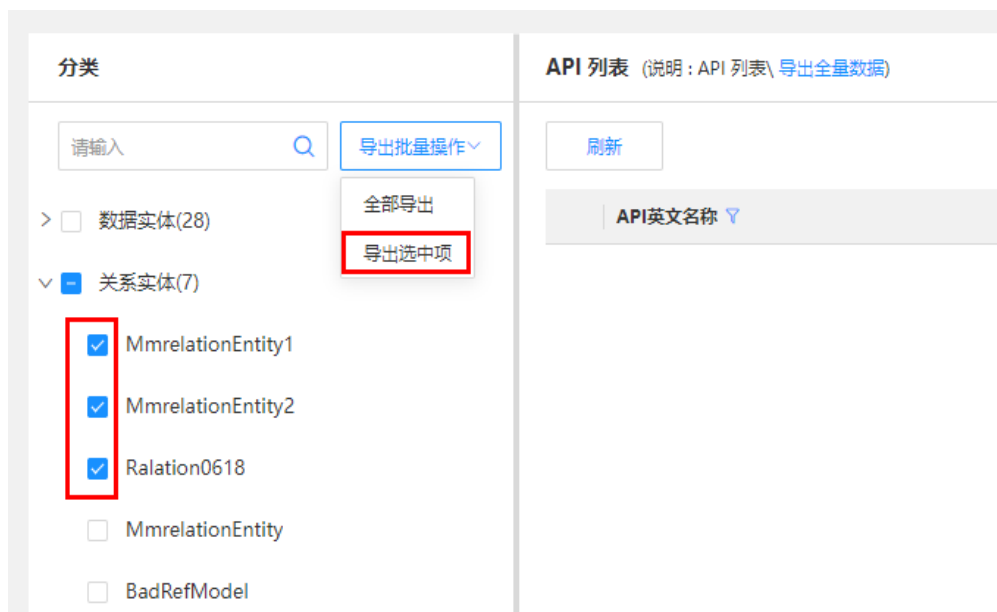 分类
API 列表 (说明 : API 列表\ 导出全量数据)
请输入
导出批量操作
刷新
全部导出
导出选中项
API英文名称
数据实体(28)
关系实体(7)
MmrelationEntity1
MmrelationEntity2
Ralation0618
MmrelationEntity
BadRefModel